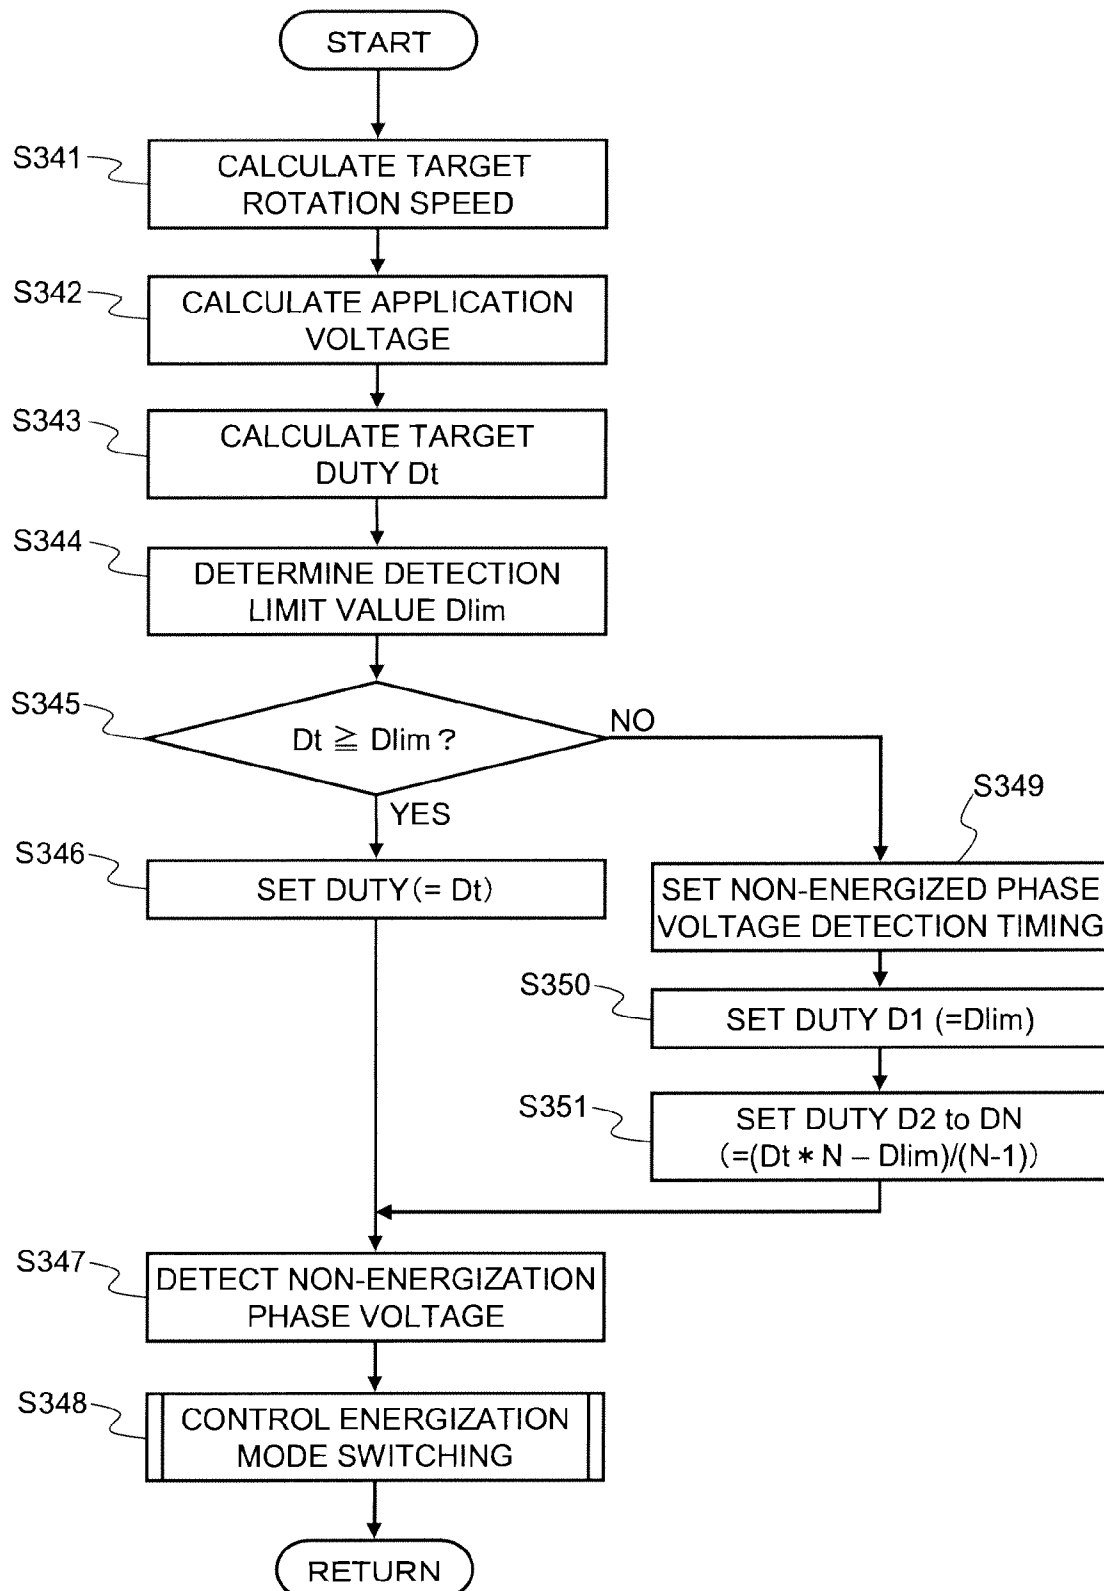 START
S341
CALCULATE TARGET
ROTATION SPEED
S342
CALCULATE APPLICATION
VOLTAGE
S343
CALCULATE TARGET
DUTY Dt
S344
DETERMINE DETECTION
LIMIT VALUE Dlim
S345
Dt ≧ Dlim ?
NO
YES
S346
SET DUTY (= Dt)
S349
SET NON-ENERGIZED PHASE
VOLTAGE DETECTION TIMING
S350
SET DUTY D1 (=Dlim)
S351
SET DUTY D2 to DN
(=(Dt * N – Dlim)/(N-1))
S347
DETECT NON-ENERGIZATION
PHASE VOLTAGE
S348
CONTROL ENERGIZATION
MODE SWITCHING
RETURN